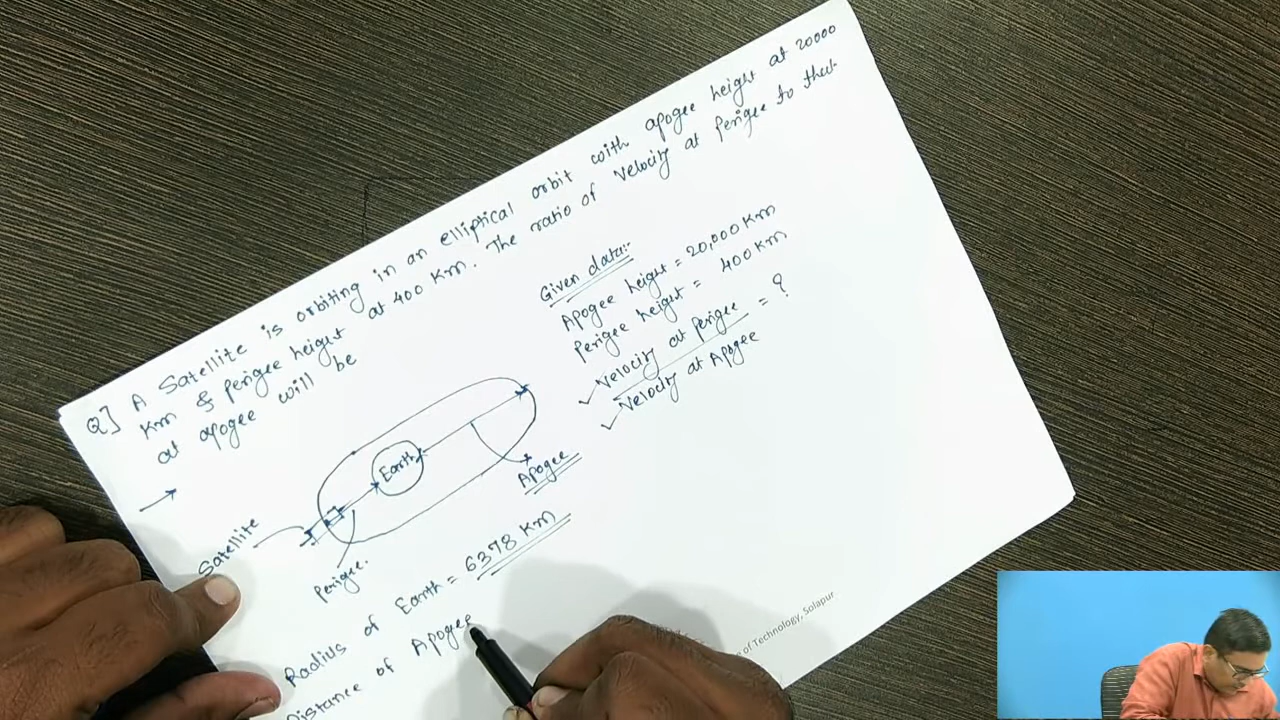 Q] A Satellite is orbiting in an elliptical orbit with apogee height at 20000
Km & perigee height at 400 Km. The ratio of velocity at perigee to that
at apogee will be
Given data:-
Apogee height = 20,000 Km
Perigee height = 400 Km
Velocity at Perigee = ?
Velocity at Apogee
Earth
Apogee
Satellite
Perigee.
Radius of Earth = 6378 Km
Distance of Apogee
of Technology, Solapur